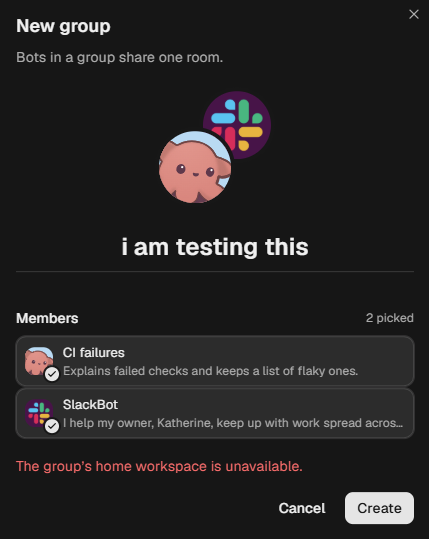 New group
Bots in a group share one room.
i am testing this
Members
2 picked
CI failures
Explains failed checks and keeps a list of flaky ones.
SlackBot
I help my owner, Katherine, keep up with work spread acros...
The group's home workspace is unavailable.
Cancel
Create